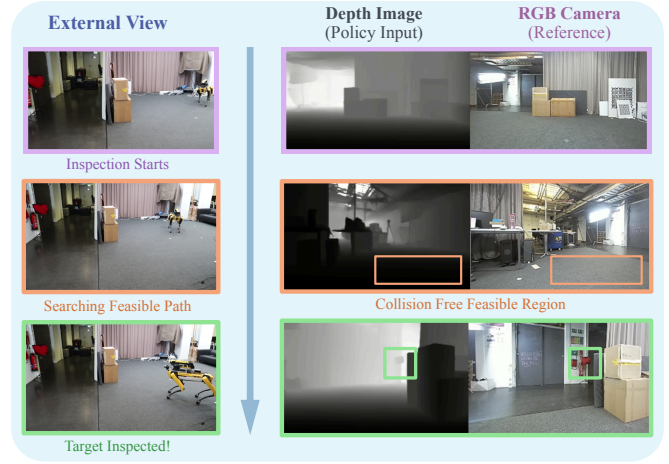 External View
Depth Image
(Policy Input)
RGB Camera
(Reference)
Inspection Starts
Searching Feasible Path
Collision Free Feasible Region
Target Inspected!